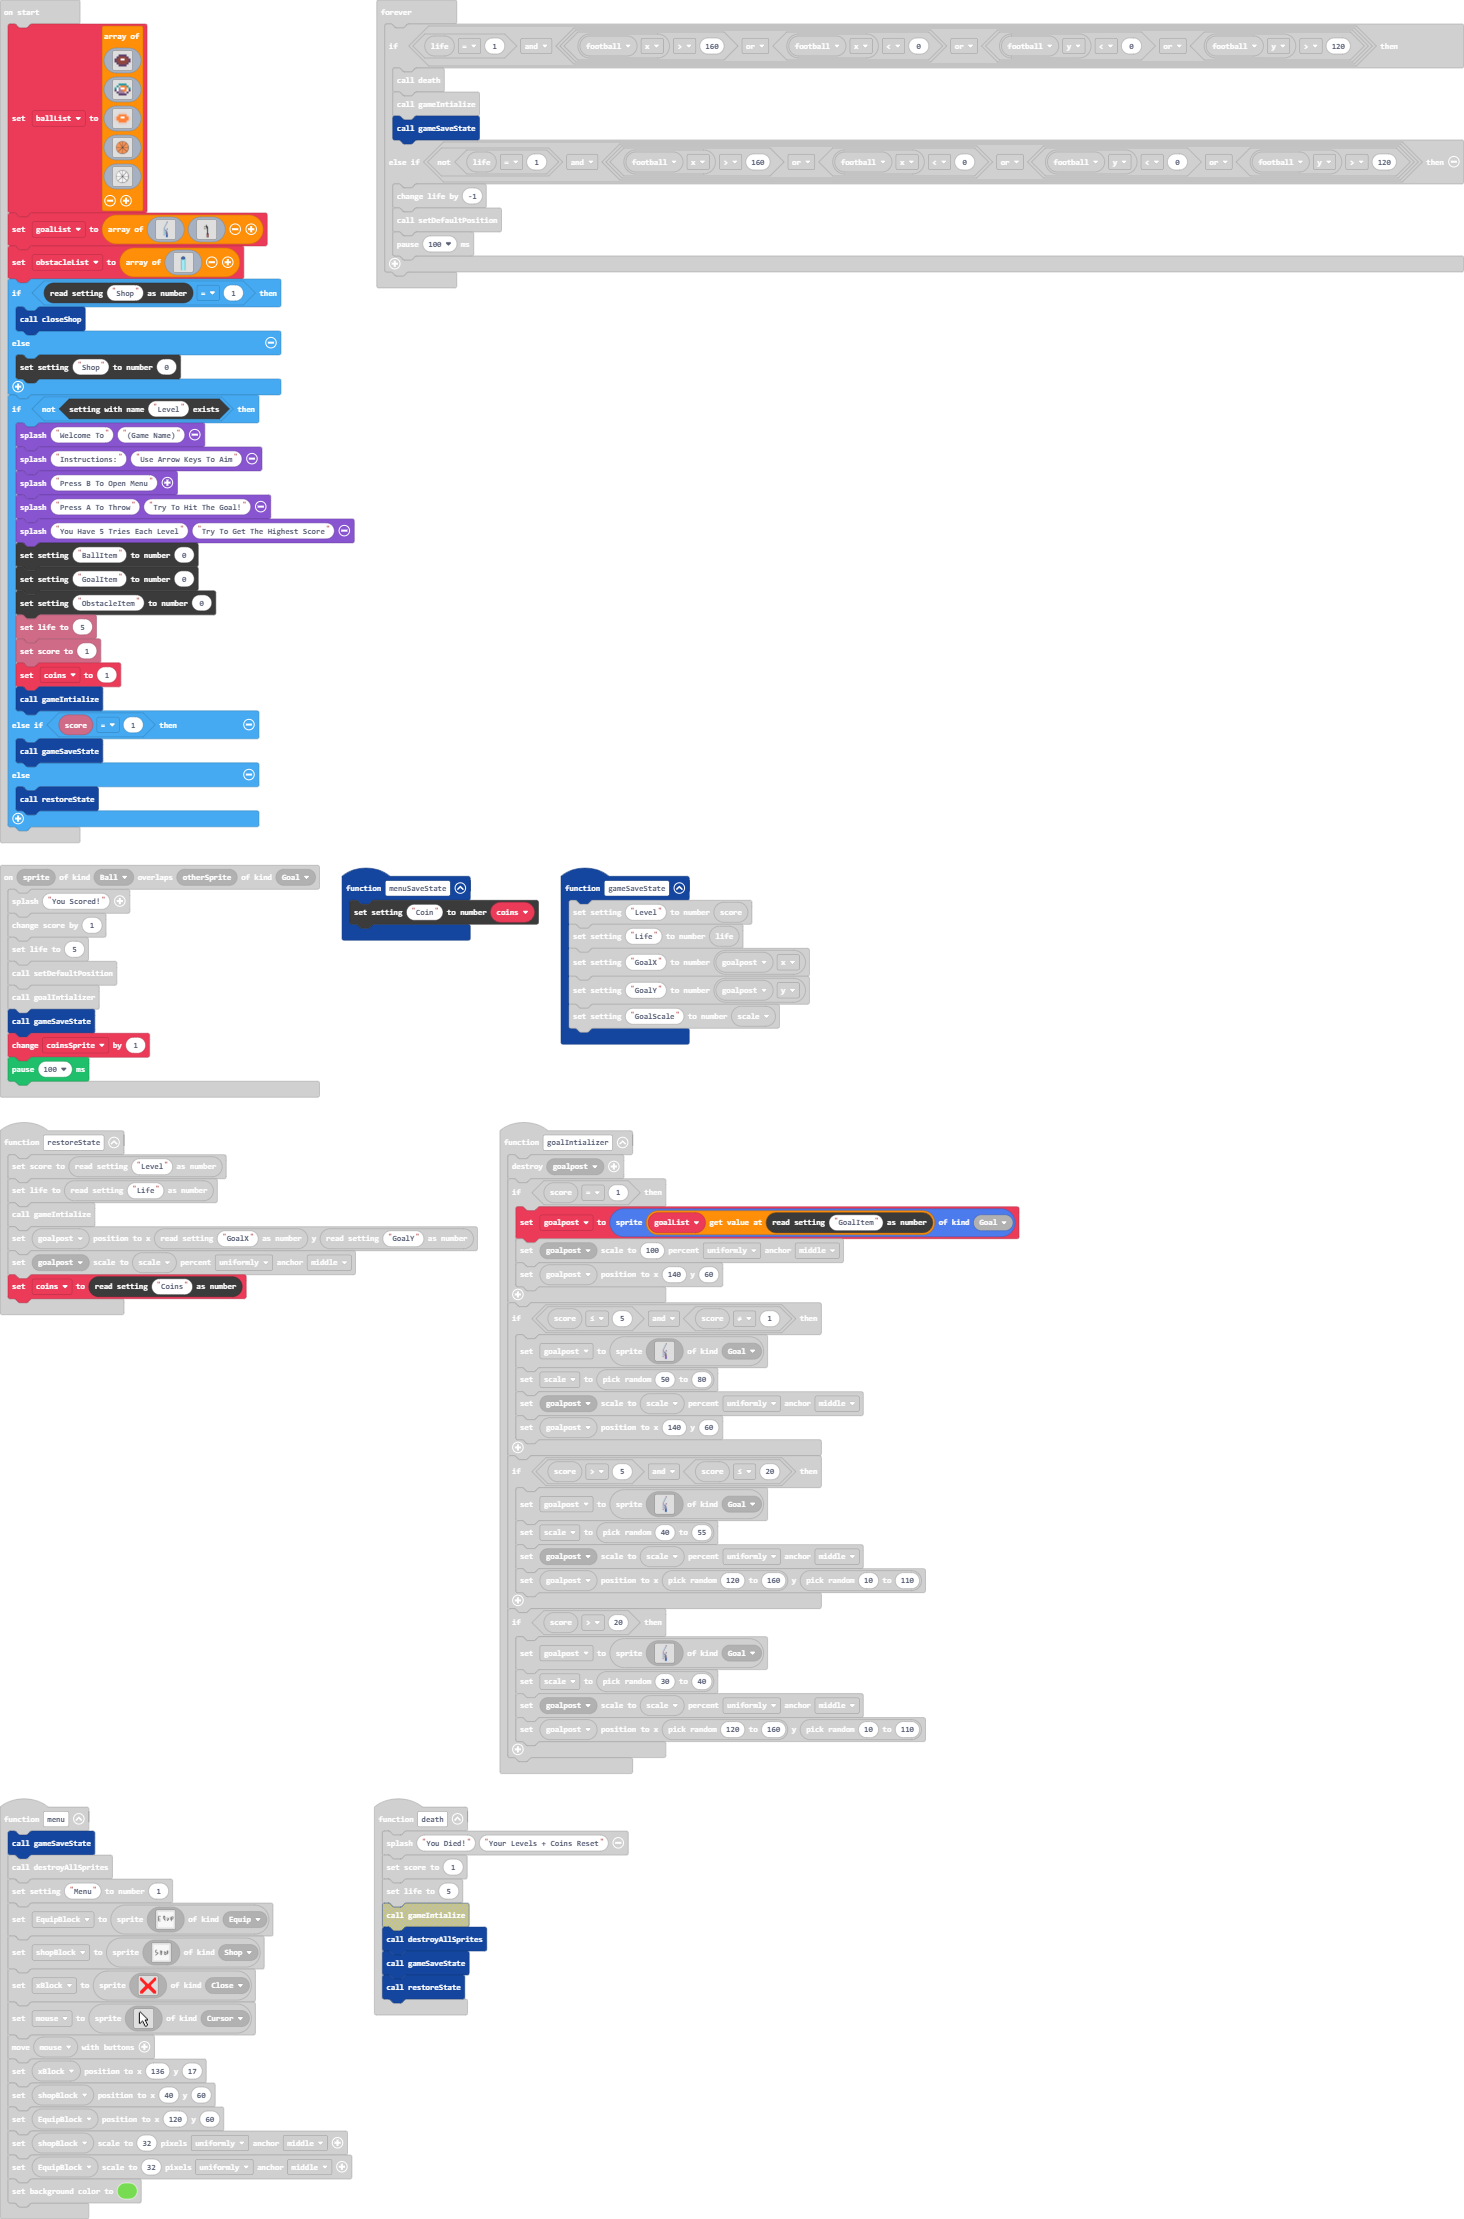 on start
array of
set ballList to
set goalList to array of
set obstacleList to array of
if read setting "Shop" as number = 1 then
call closeShop
else
set setting "Shop" to number 0
if not setting with name "Level" exists then
splash "Welcome To" "(Game Name)"
splash "Instructions:" "Use Arrow Keys To Aim"
splash "Press B To Open Menu"
splash "Press A To Throw" "Try To Hit The Goal!"
splash "You Have 5 Tries Each Level" "Try To Get The Highest Score"
set setting "BallItem" to number 0
set setting "GoalItem" to number 0
set setting "ObstacleItem" to number 0
set life to 5
set score to 1
set coins to 1
call gameIntialize
else if score = 1 then
call gameSaveState
else
call restoreState
forever
if life = 1 and football x > 160 or football x < 0 or football y < 0 or football y > 120 then
call death
call gameIntialize
call gameSaveState
else if not life = 1 and football x > 160 or football x < 0 or football y < 0 or football y > 120 then
change life by -1
call setDefaultPosition
pause 100 ms
on sprite of kind Ball overlaps otherSprite of kind Goal
splash "You Scored!"
change score by 1
set life to 5
call setDefaultPosition
call goalIntializer
call gameSaveState
change coinsSprite by 1
pause 100 ms
function menuSaveState
set setting "Coin" to number coins
function gameSaveState
set setting "Level" to number score
set setting "Life" to number life
set setting "GoalX" to number goalpost x
set setting "GoalY" to number goalpost y
set setting "GoalScale" to number scale
function restoreState
set score to read setting "Level" as number
set life to read setting "Life" as number
call gameIntialize
set goalpost position to x read setting "GoalX" as number y read setting "GoalY" as number
set goalpost scale to scale percent uniformly anchor middle
set coins to read setting "Coins" as number
function goalIntializer
destroy goalpost
if score = 1 then
set goalpost to sprite goalList get value at read setting "GoalItem" as number of kind Goal
set goalpost scale to 100 percent uniformly anchor middle
set goalpost position to x 140 y 60
if score ≤ 5 and score ≠ 1 then
set goalpost to sprite of kind Goal
set scale to pick random 50 to 80
set goalpost scale to scale percent uniformly anchor middle
set goalpost position to x 140 y 60
if score > 5 and score ≤ 20 then
set goalpost to sprite of kind Goal
set scale to pick random 40 to 55
set goalpost scale to scale percent uniformly anchor middle
set goalpost position to x pick random 120 to 160 y pick random 10 to 110
if score > 20 then
set goalpost to sprite of kind Goal
set scale to pick random 30 to 40
set goalpost scale to scale percent uniformly anchor middle
set goalpost position to x pick random 120 to 160 y pick random 10 to 110
function menu
call gameSaveState
call destroyAllSprites
set setting "Menu" to number 1
set EquipBlock to sprite of kind Equip
set shopBlock to sprite of kind Shop
set xBlock to sprite of kind Close
set mouse to sprite of kind Cursor
move mouse with buttons
set xBlock position to x 136 y 17
set shopBlock position to x 40 y 60
set EquipBlock position to x 120 y 60
set shopBlock scale to 32 pixels uniformly anchor middle
set EquipBlock scale to 32 pixels uniformly anchor middle
set background color to
function death
splash "You Died!" "Your Levels + Coins Reset"
set score to 1
set life to 5
call gameIntialize
call destroyAllSprites
call gameSaveState
call restoreState